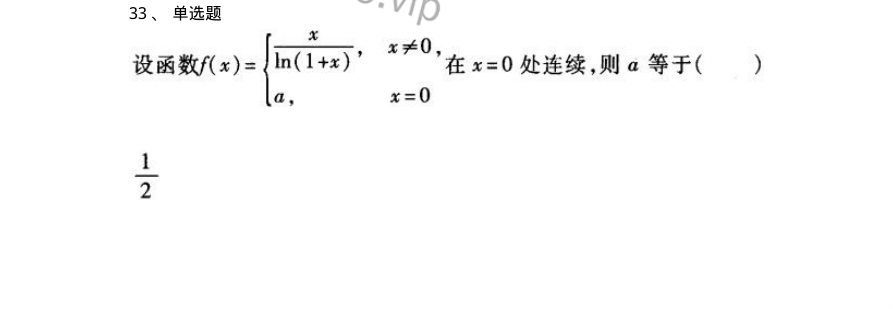 33、 单选题
设函数f(x)={x/ln(1+x), x≠0, a, x=0 在 x=0 处连续,则 a 等于(  )
1/2